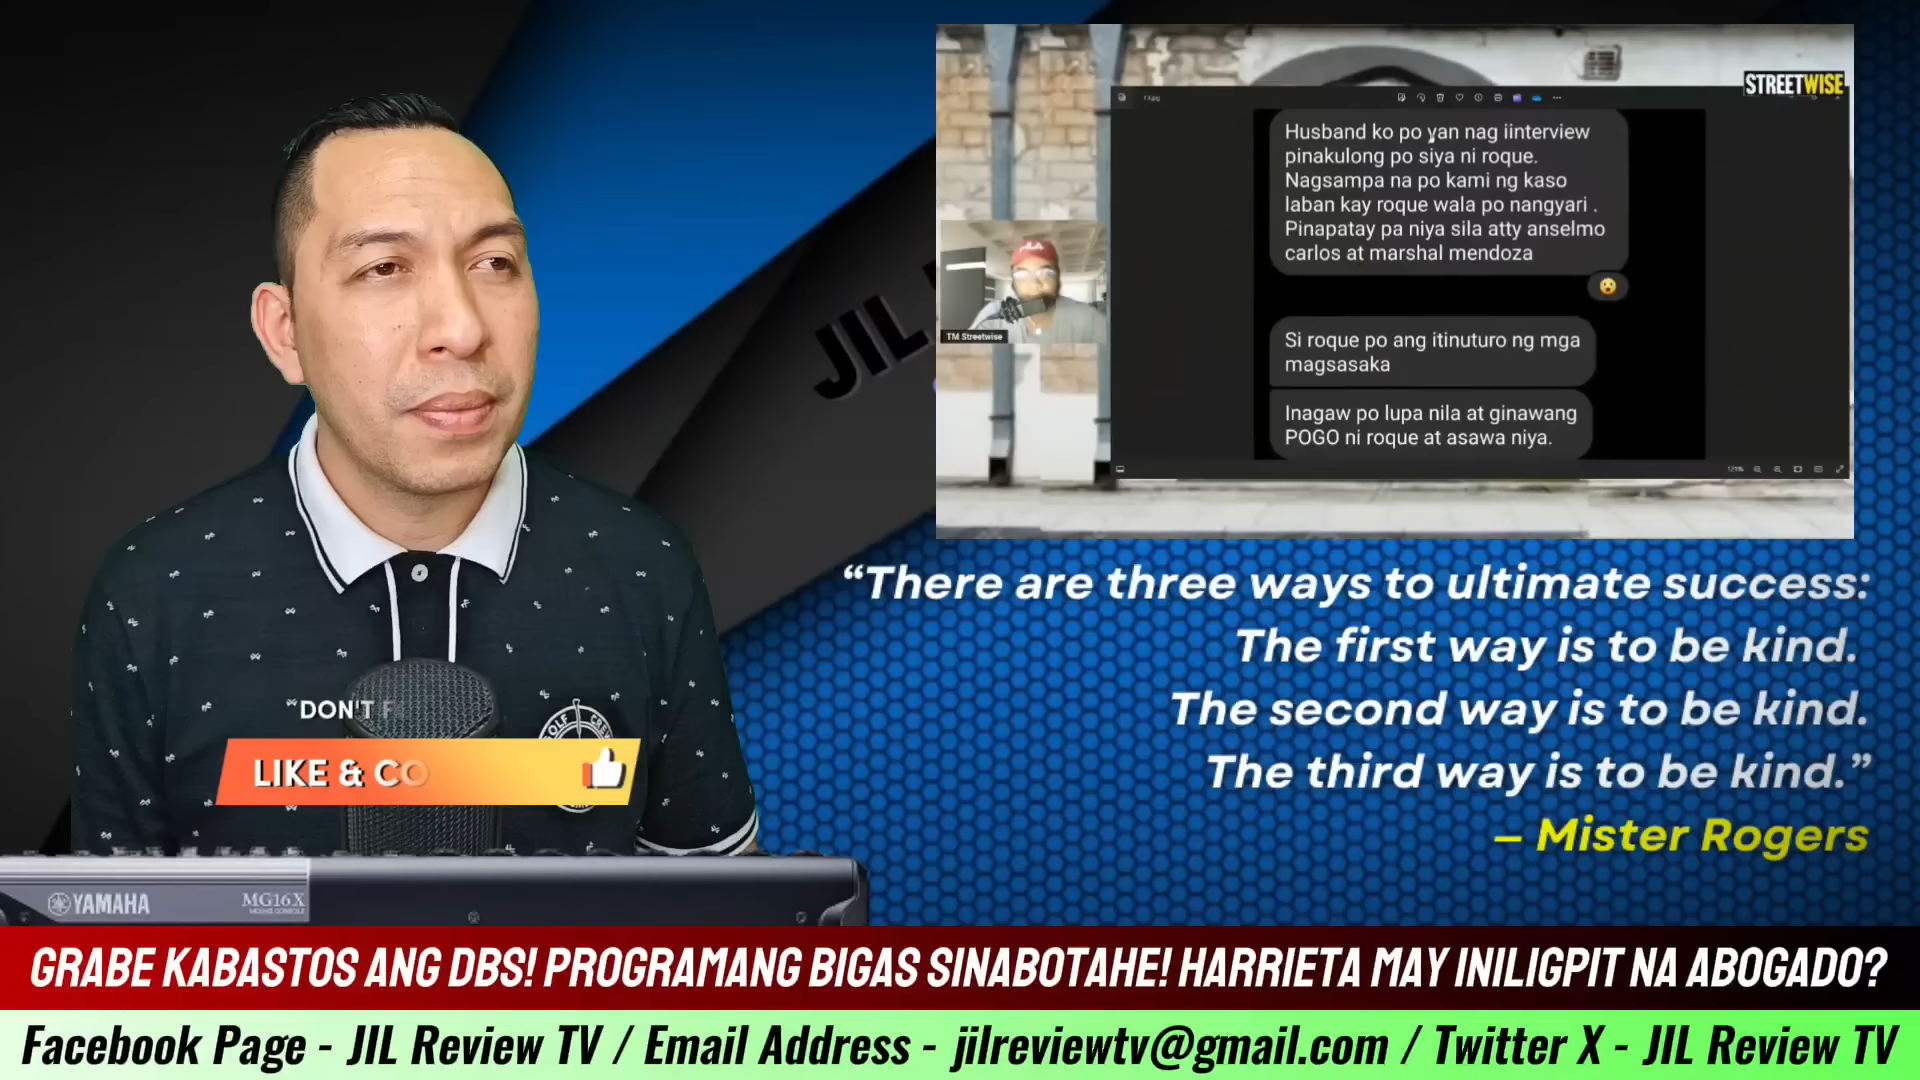 STREETWISE
Husband ko po yan nag iinterview
pinakulong po siya ni roque.
Nagsampa na po kami ng kaso
laban kay roque wala po nangyari .
Pinapatay pa niya sila atty anselmo
carlos at marshal mendoza
Si roque po ang itinuturo ng mga
magsasaka
Inagaw po lupa nila at ginawang
POGO ni roque at asawa niya.
121%
TM Streetwise
JIL
“There are three ways to ultimate success:
The first way is to be kind.
The second way is to be kind.
The third way is to be kind.”
– Mister Rogers
“DON'T F
LIKE & CO
YAMAHA
MG16X
GRABE KABASTOS ANG DBS! PROGRAMANG BIGAS SINABOTAHE! HARRIETA MAY INILIGPIT NA ABOGADO?
Facebook Page - JIL Review TV / Email Address - jilreviewtv@gmail.com / Twitter X - JIL Review TV